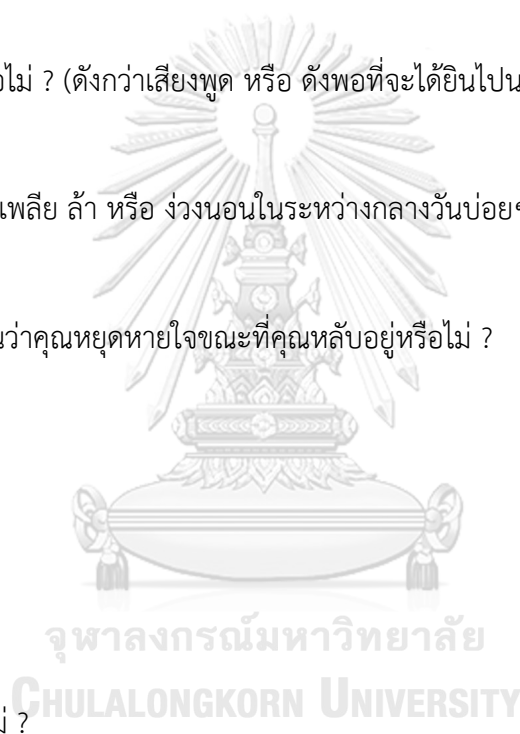 ไม่ ? (ดังกว่าเสียงพูด หรือ ดังพอที่จะได้ยินไป
เพลีย ล้า หรือ ง่วงนอนในระหว่างกลางวันบ่อย
ว่าคุณหยุดหายใจขณะที่คุณหลับอยู่หรือไม่ ?
จุฬาลงกรณ์มหาวิทยาลัย
CHULALONGKORN UNIVERSITY
?